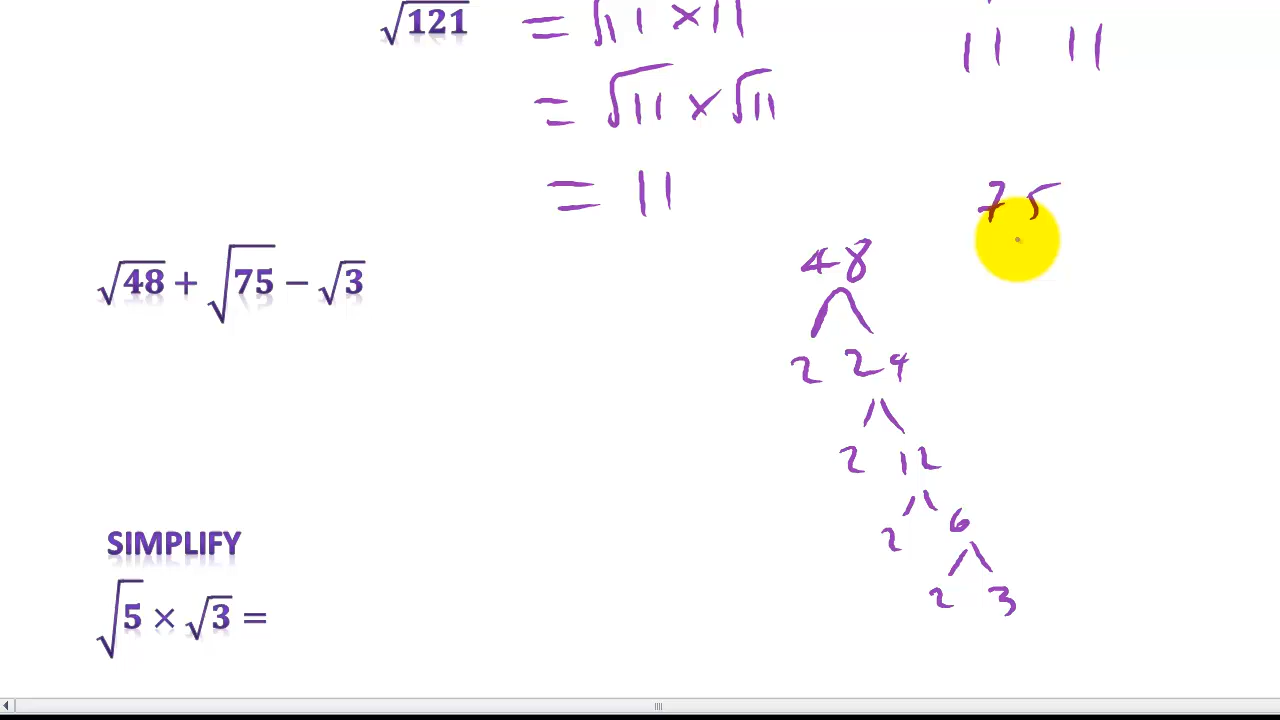 √121 = √11 × 11
11 11
= √11 × √11
= 11
75
48
√48 + √75 − √3
2 24
2 12
2 6
2 3
SIMPLIFY
√5 × √3 =